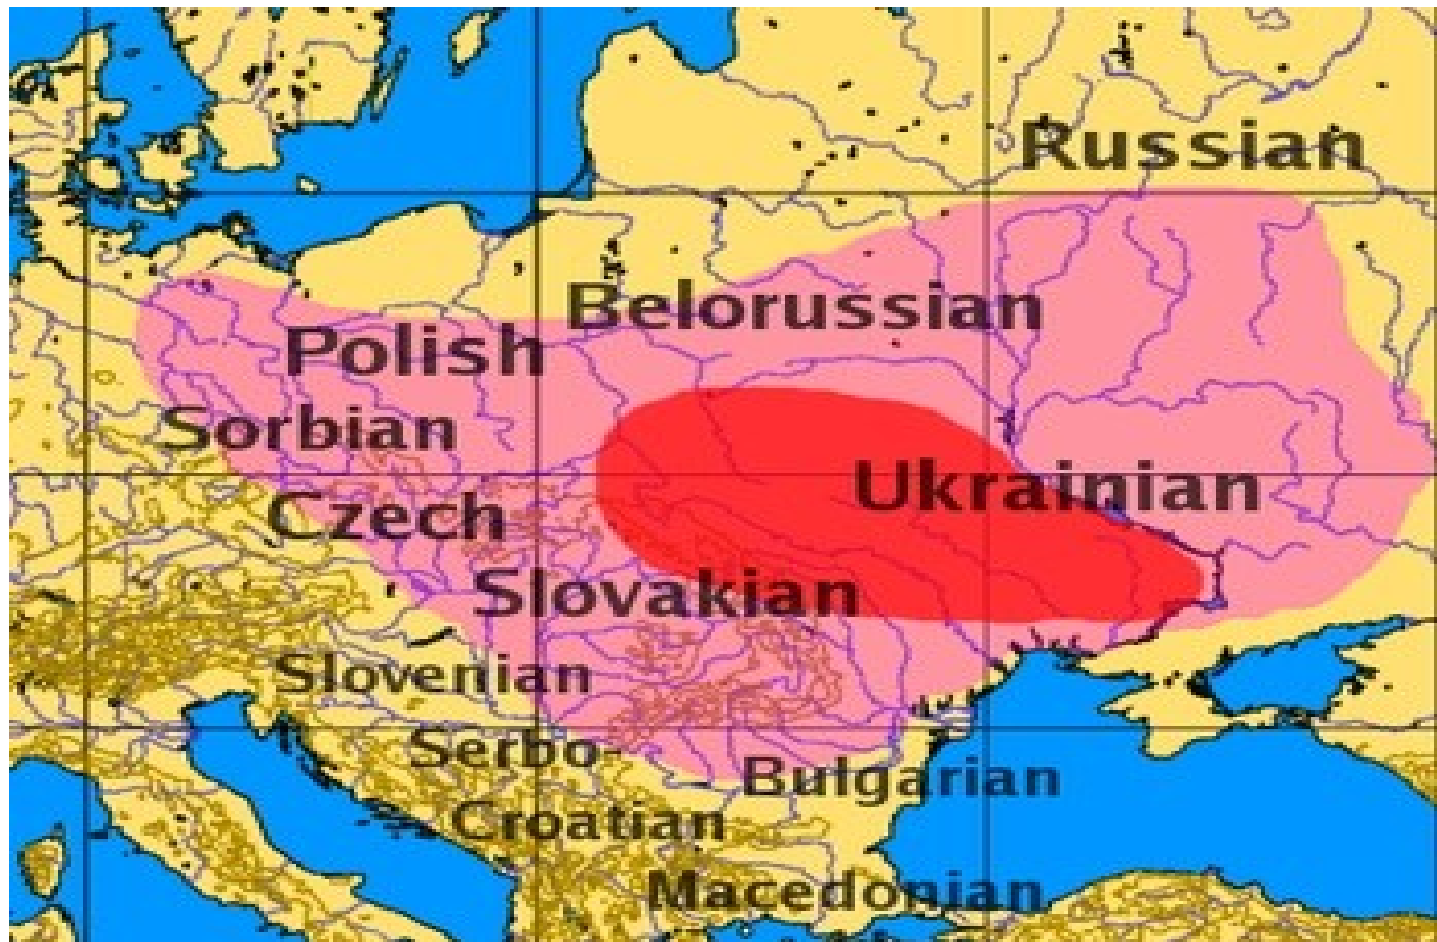 Russian
Belorussian
Polish
Sorbian
Ukrainian
Czech
Slovakian
Slovenian
Serbo-
Croatian
Bulgarian
Macedonian